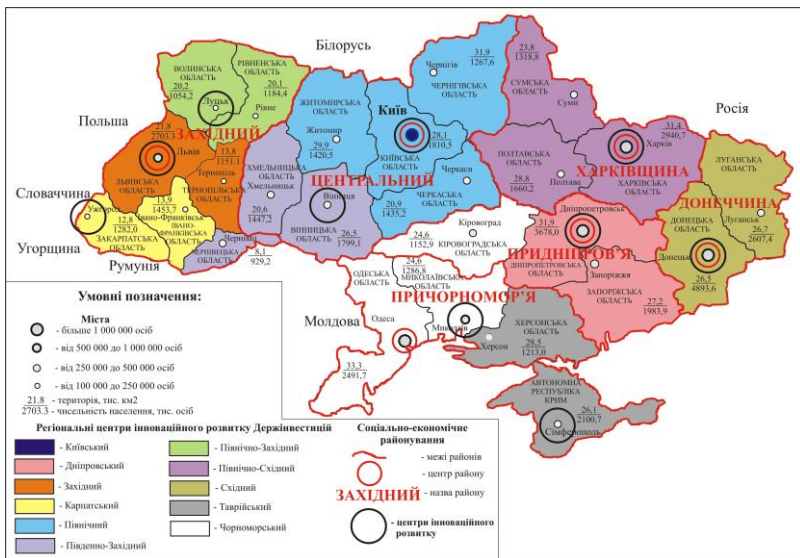 Білорусь
Польша
Словаччина
Угорщина
Румунія
Молдова
Росія
ВОЛИНСЬКА
ОБЛАСТЬ
20,2
1054,2
Луцьк
РІВНЕНСЬКА
ОБЛАСТЬ
20,1
1184,4
Рівне
ЖИТОМИРСЬКА
ОБЛАСТЬ
Житомир
29,9
1420,5
Київ
28,1
1810,5
КИЇВСЬКА
ОБЛАСТЬ
Чернігів
31,9
1267,6
ЧЕРНІГІВСЬКА
ОБЛАСТЬ
23,8
1318,8
СУМСЬКА
ОБЛАСТЬ
Суми
21,8
2703.3
ЗАХІДНИЙ
Львів
ЛЬВІВСЬКА
ОБЛАСТЬ
13,8
1151,1
Тернопіль
ТЕРНОПІЛЬСЬКА
ОБЛАСТЬ
ХМЕЛЬНИЦЬКА
ОБЛАСТЬ
Хмельницьк
20,6
1447,2
ЦЕНТРАЛЬНИЙ
Вінниця
ВІННИЦЬКА
ОБЛАСТЬ
26,5
1799,1
Черкаси
20,9
1435,2
ЧЕРКАСЬКА
ОБЛАСТЬ
ПОЛТАВСЬКА
ОБЛАСТЬ
28,8
1660,2
Полтава
31,4
2940,7
Харків
ХАРКІВЩИНА
ХАРКІВСЬКА
ОБЛАСТЬ
ЛУГАНСЬКА
ОБЛАСТЬ
Луганськ
26,7
2607,4
ДОНЕЧЧИНА
ДОНЕЦЬКА
ОБЛАСТЬ
Донецьк
26,5
4893,6
Ужгород
12,8
1282,0
ЗАКАРПАТСЬКА
ОБЛАСТЬ
13,9
1453,7
Івано-Франківськ
ІВАНО-
ФРАНКІВСЬКА
ОБЛАСТЬ
Чернівці
ЧЕРНІВЕЦЬКА
ОБЛАСТЬ
8,1
929,2
Кіровоград
24,6
1152,9
КІРОВОГРАДСЬКА
ОБЛАСТЬ
Дніпропетровськ
31,9
3678,0
ПРИДНІПЕРОВ'Я
ДНІПРОПЕТРОВСЬКА
ОБЛАСТЬ
Запоріжжя
ЗАПОРІЖСЬКА
ОБЛАСТЬ
27,2
1983,9
ОДЕСЬКА
ОБЛАСТЬ
24,6
1286,8
МИКОЛАЇВСЬКА
ОБЛАСТЬ
ПРИЧОРНОМОР'Я
Одеса
Миколаїв
33,3
2491,7
ХЕРСОНСЬКА
ОБЛАСТЬ
Херсон
28,5
1213,0
АВТОНОМНА
РЕСПУБЛІКА
КРИМ
26,1
2100,7
Сімферополь
Умовні позначення:
Міста
- більше 1 000 000 осіб
- від 500 000 до 1 000 000 осіб
- від 250 000 до 500 000 осіб
- від 100 000 до 250 000 осіб
21.8 - територія, тис. км2
2703.3 - чисельність населення, тис. осіб
Регіональні центри інноваційного розвитку Держінвестицій
- Київський
- Дніпровський
- Західний
- Карпатський
- Північний
- Південно-Західний
- Північно-Західний
- Північно-Східний
- Східний
- Таврійський
- Чорноморський
Соціально-економічне
районування
- межі районів
- центр району
ЗАХІДНИЙ - назва району
- центри інноваційного
розвитку